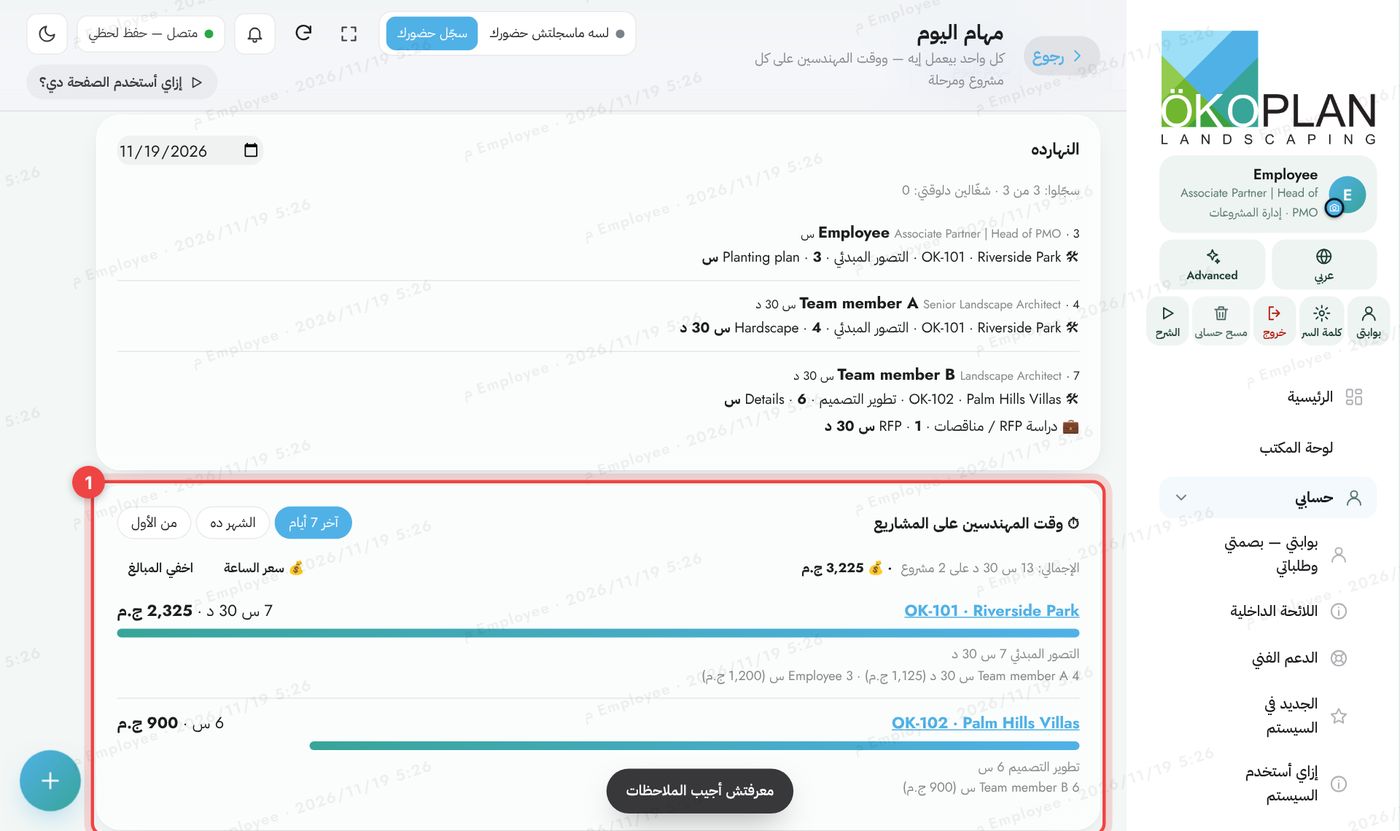 ÖKOPLAN
LANDSCAPING
Employee
Associate Partner | Head of
PMO · إدارة المشروعات
E
عربي
Advanced
بوابتي
كلمة السر
خروج
مسح حسابي
الشرح
الرئيسية
لوحة المكتب
حسابي
بوابتي — بصمتي
وطلباتي
اللائحة الداخلية
الدعم الفني
الجديد في
السيستم
إزاي أستخدم
السيستم
رجوع
مهام اليوم
كل واحد بيعمل إيه — ووقت المهندسين على كل
مشروع ومرحلة
لسه ماسجلتش حضورك
سجّل حضورك
متصل — حفظ لحظي
إزاي أستخدم الصفحة دي؟
النهارده
11/19/2026
سجّلوا: 3 من 3 · شغّالين دلوقتي: 0
Employee Associate Partner | Head of PMO · 3 س
🛠 OK-101 · Riverside Park · التصور المبدئي · Planting plan · 3 س
Team member A Senior Landscape Architect · 4 س 30 د
🛠 OK-101 · Riverside Park · التصور المبدئي · Hardscape · 4 س 30 د
Team member B Landscape Architect · 7 س 30 د
🛠 OK-102 · Palm Hills Villas · تطوير التصميم · Details · 6 س
💼 دراسة RFP / مناقصات · RFP · 1 س 30 د
1
⏱ وقت المهندسين على المشاريع
آخر 7 أيام
الشهر ده
من الأول
الإجمالي: 13 س 30 د على 2 مشروع · 💰 3,225 ج.م
💰 سعر الساعة
اخفي المبالغ
OK-101 · Riverside Park
7 س 30 د · 2,325 ج.م
التصور المبدئي 7 س 30 د
Team member A 4 س 30 د (1,125 ج.م) · Employee 3 س (1,200 ج.م)
OK-102 · Palm Hills Villas
6 س · 900 ج.م
تطوير التصميم 6 س
Team member B 6 س (900 ج.م)
معرفتش أجيب الملاحظات
+
م Employee · 2026/11/19 5:26